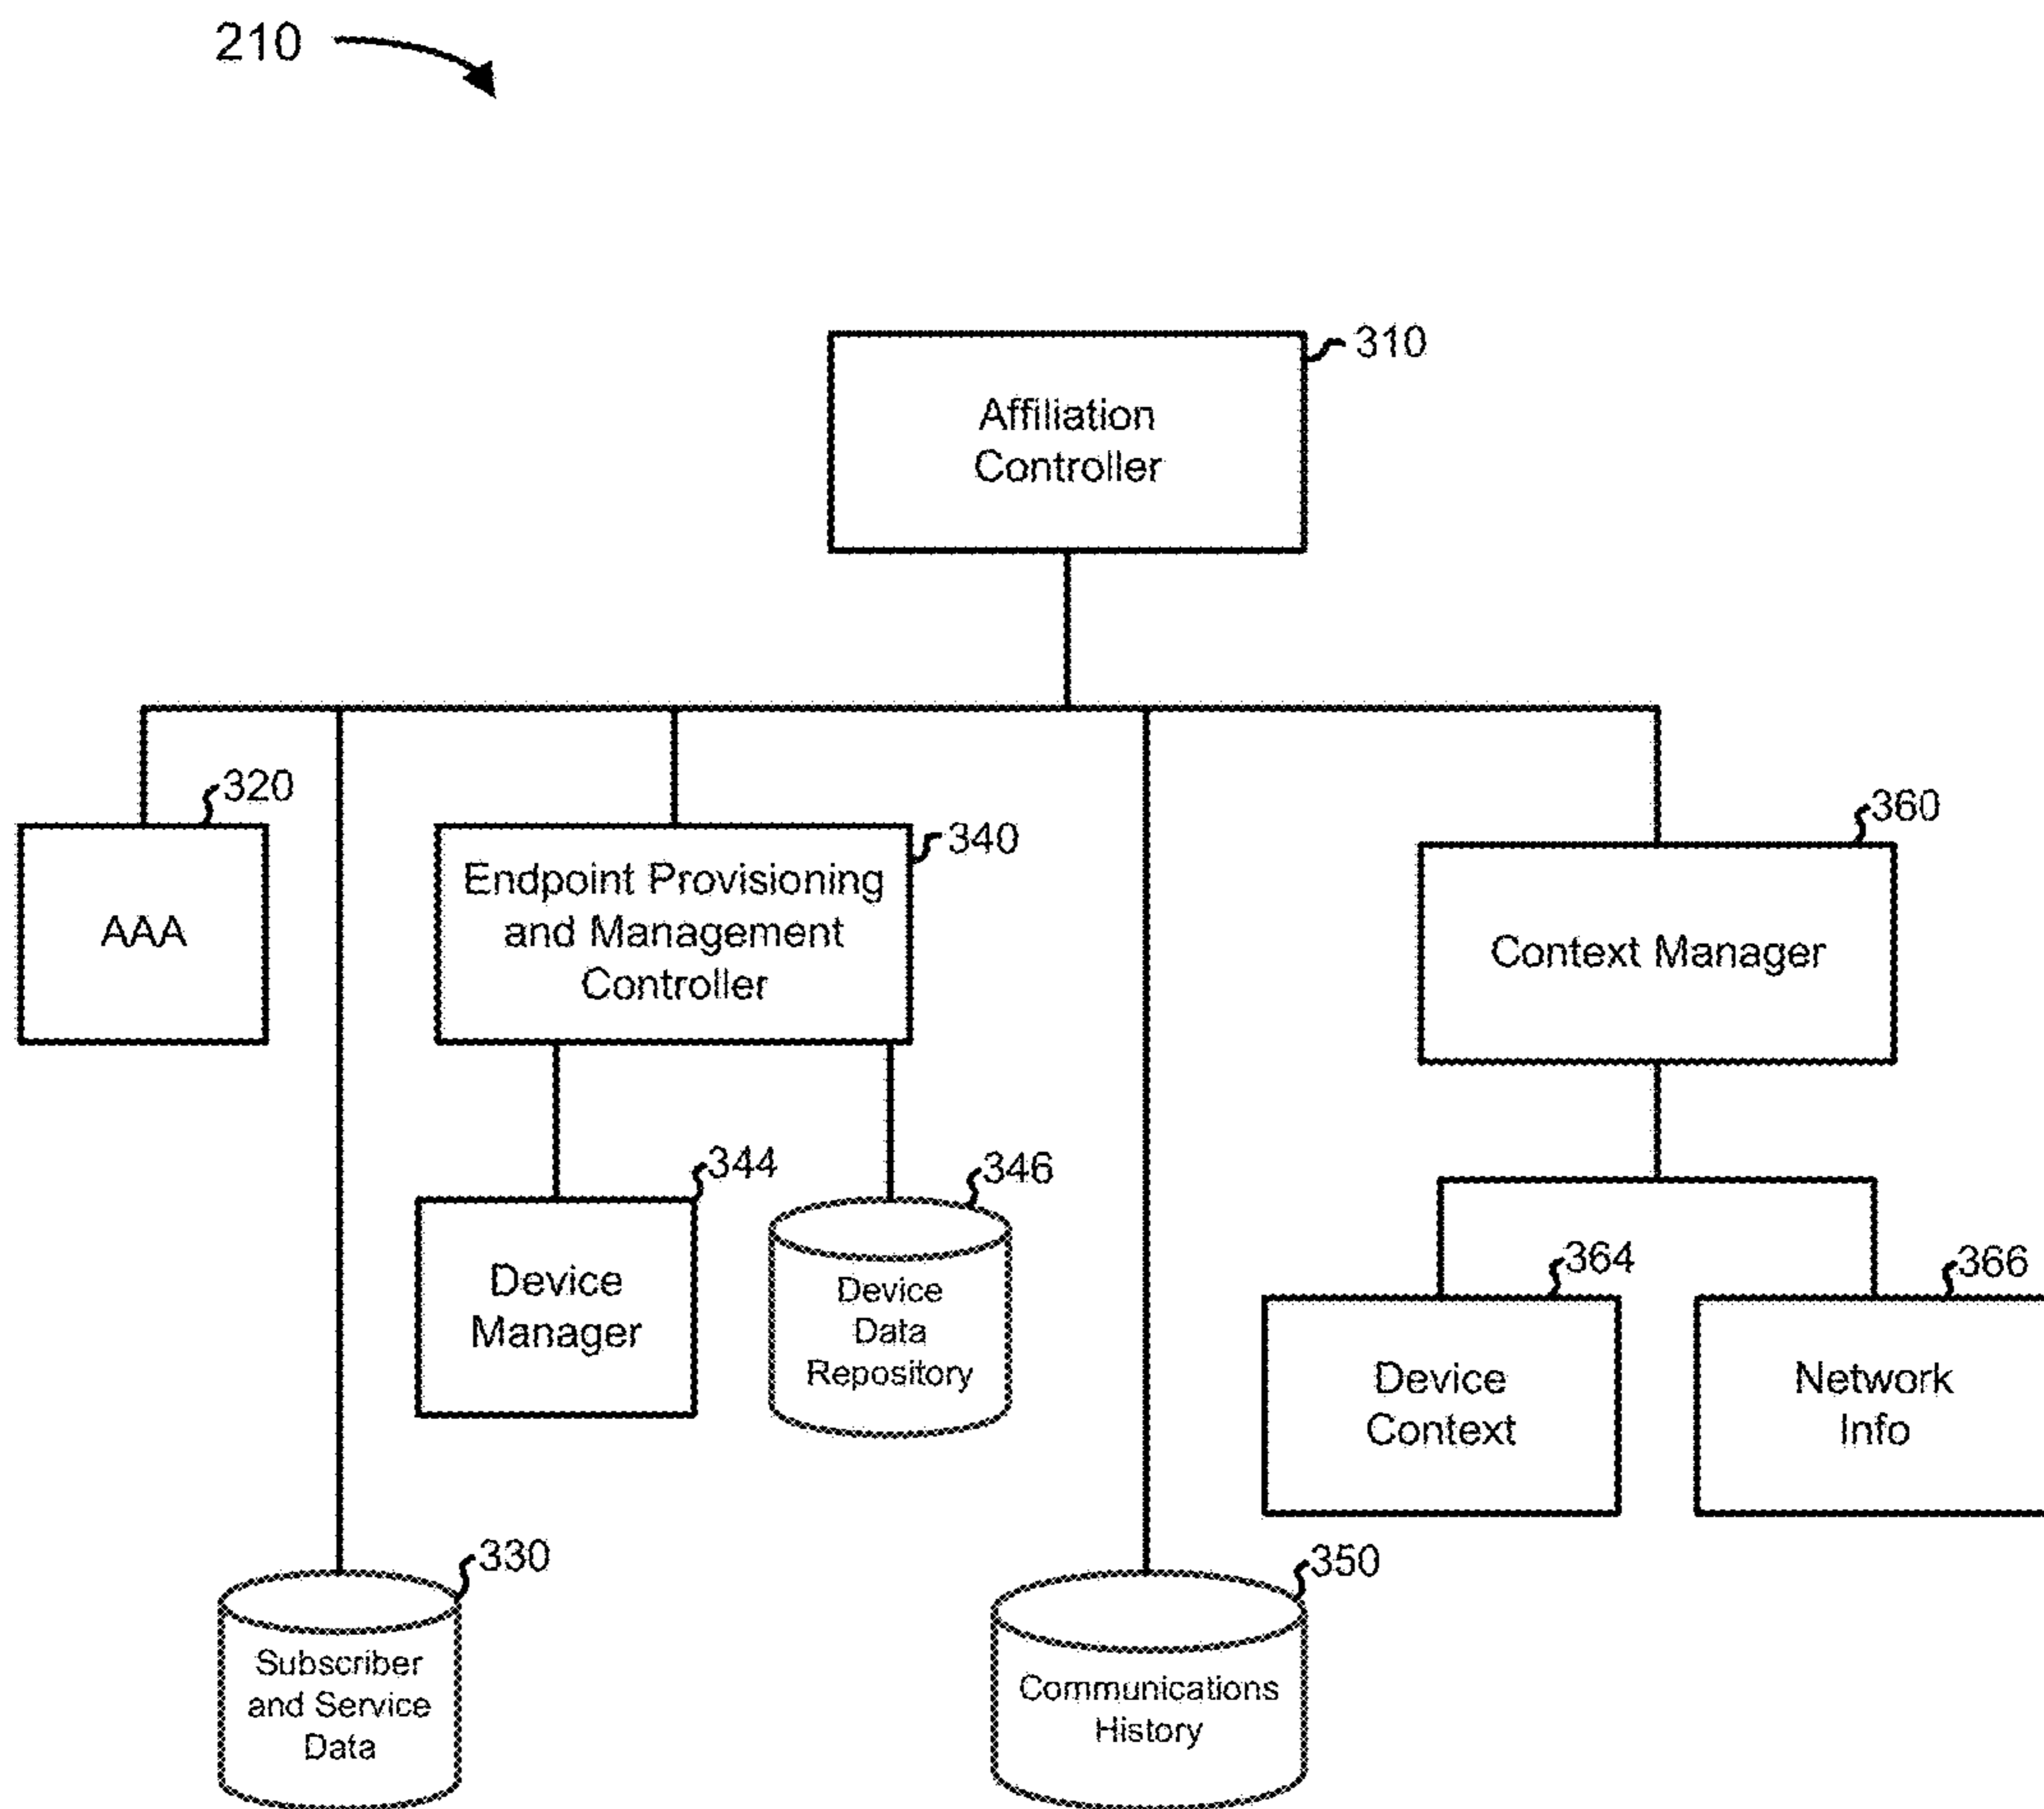 210
310
Affiliation
Controller
320
AAA
340
Endpoint Provisioning
and Management
Controller
360
Context Manager
344
Device
Manager
346
Device
Data
Repository
364
Device
Context
366
Network
Info
330
Subscriber
and Service
Data
350
Communications
History